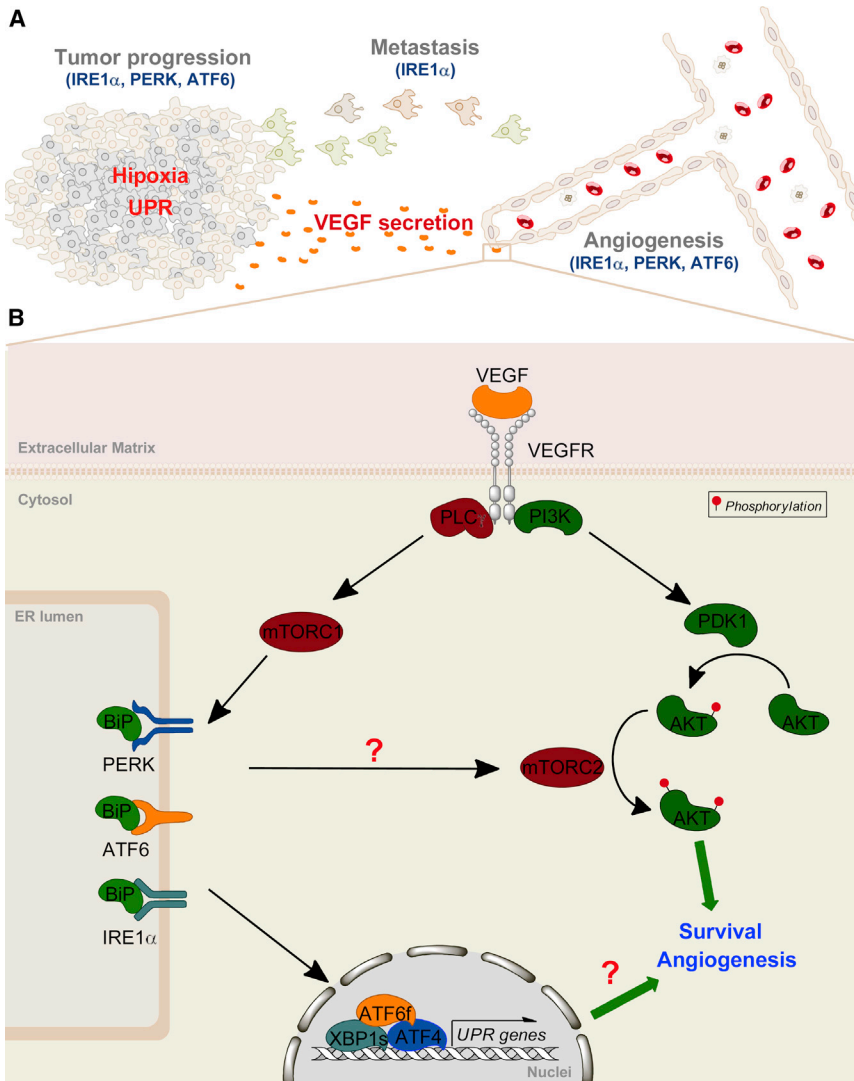 A
Tumor progression
(IRE1α, PERK, ATF6)
Metastasis
(IRE1α)
Hipoxia
UPR
VEGF secretion
Angiogenesis
(IRE1α, PERK, ATF6)
B
VEGF
VEGFR
Extracellular Matrix
Cytosol
PLCγ
PI3K
Phosphorylation
ER lumen
mTORC1
PDK1
BiP
PERK
AKT
AKT
?
mTORC2
BiP
ATF6
AKT
BiP
IRE1α
Survival
Angiogenesis
?
ATF6f
XBP1s
ATF4
UPR genes
Nuclei